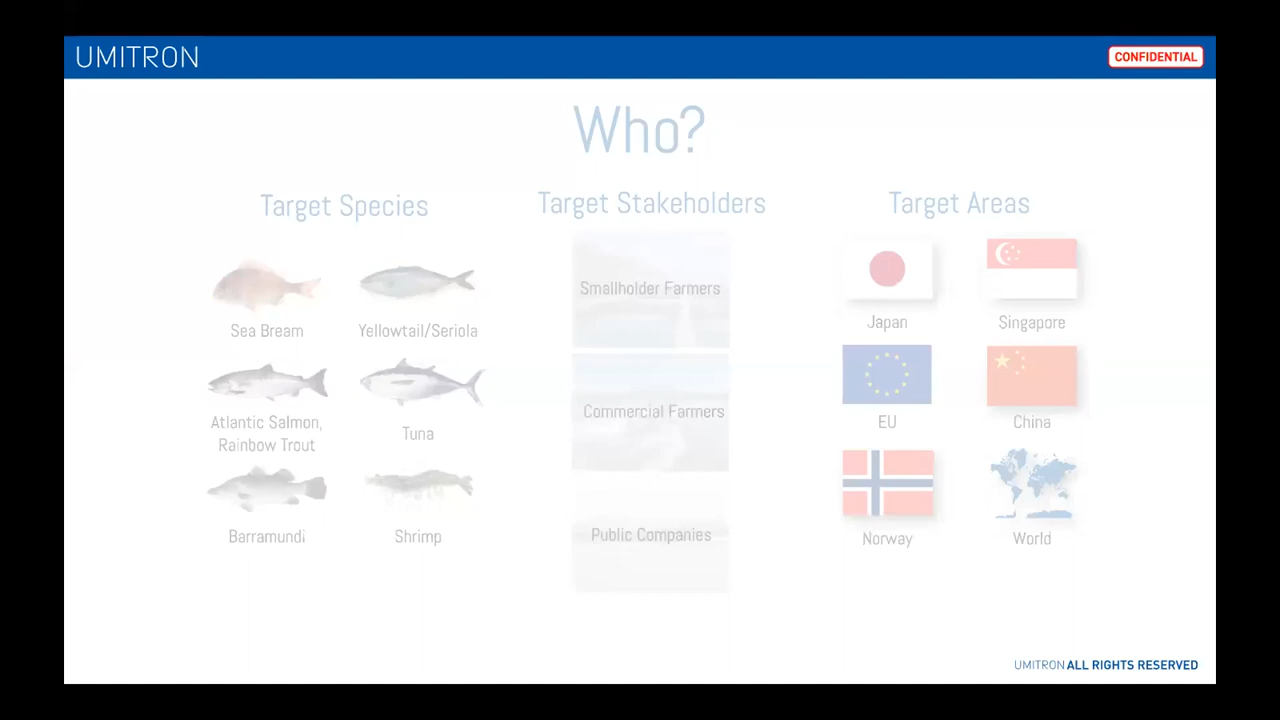 UMITRON
CONFIDENTIAL
Who?
Target Species
Sea Bream
Yellowtail/Seriola
Atlantic Salmon,
Rainbow Trout
Tuna
Barramundi
Shrimp
Target Stakeholders
Smallholder Farmers
Commercial Farmers
Public Companies
Target Areas
Japan
Singapore
EU
China
Norway
World
UMITRON ALL RIGHTS RESERVED